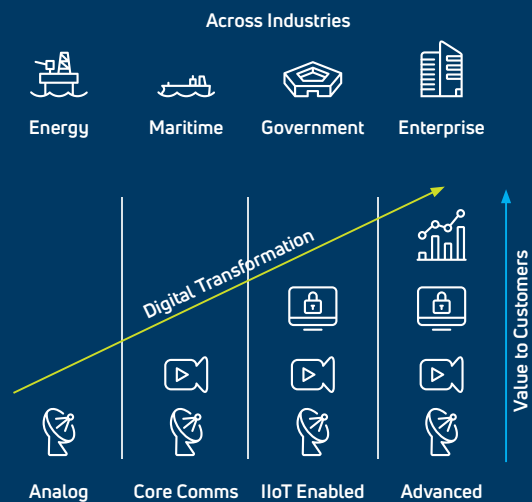 Across Industries
Energy
Maritime
Government
Enterprise
Digital Transformation
Value to Customers
Analog
Core Comms
IIoT Enabled
Advanced